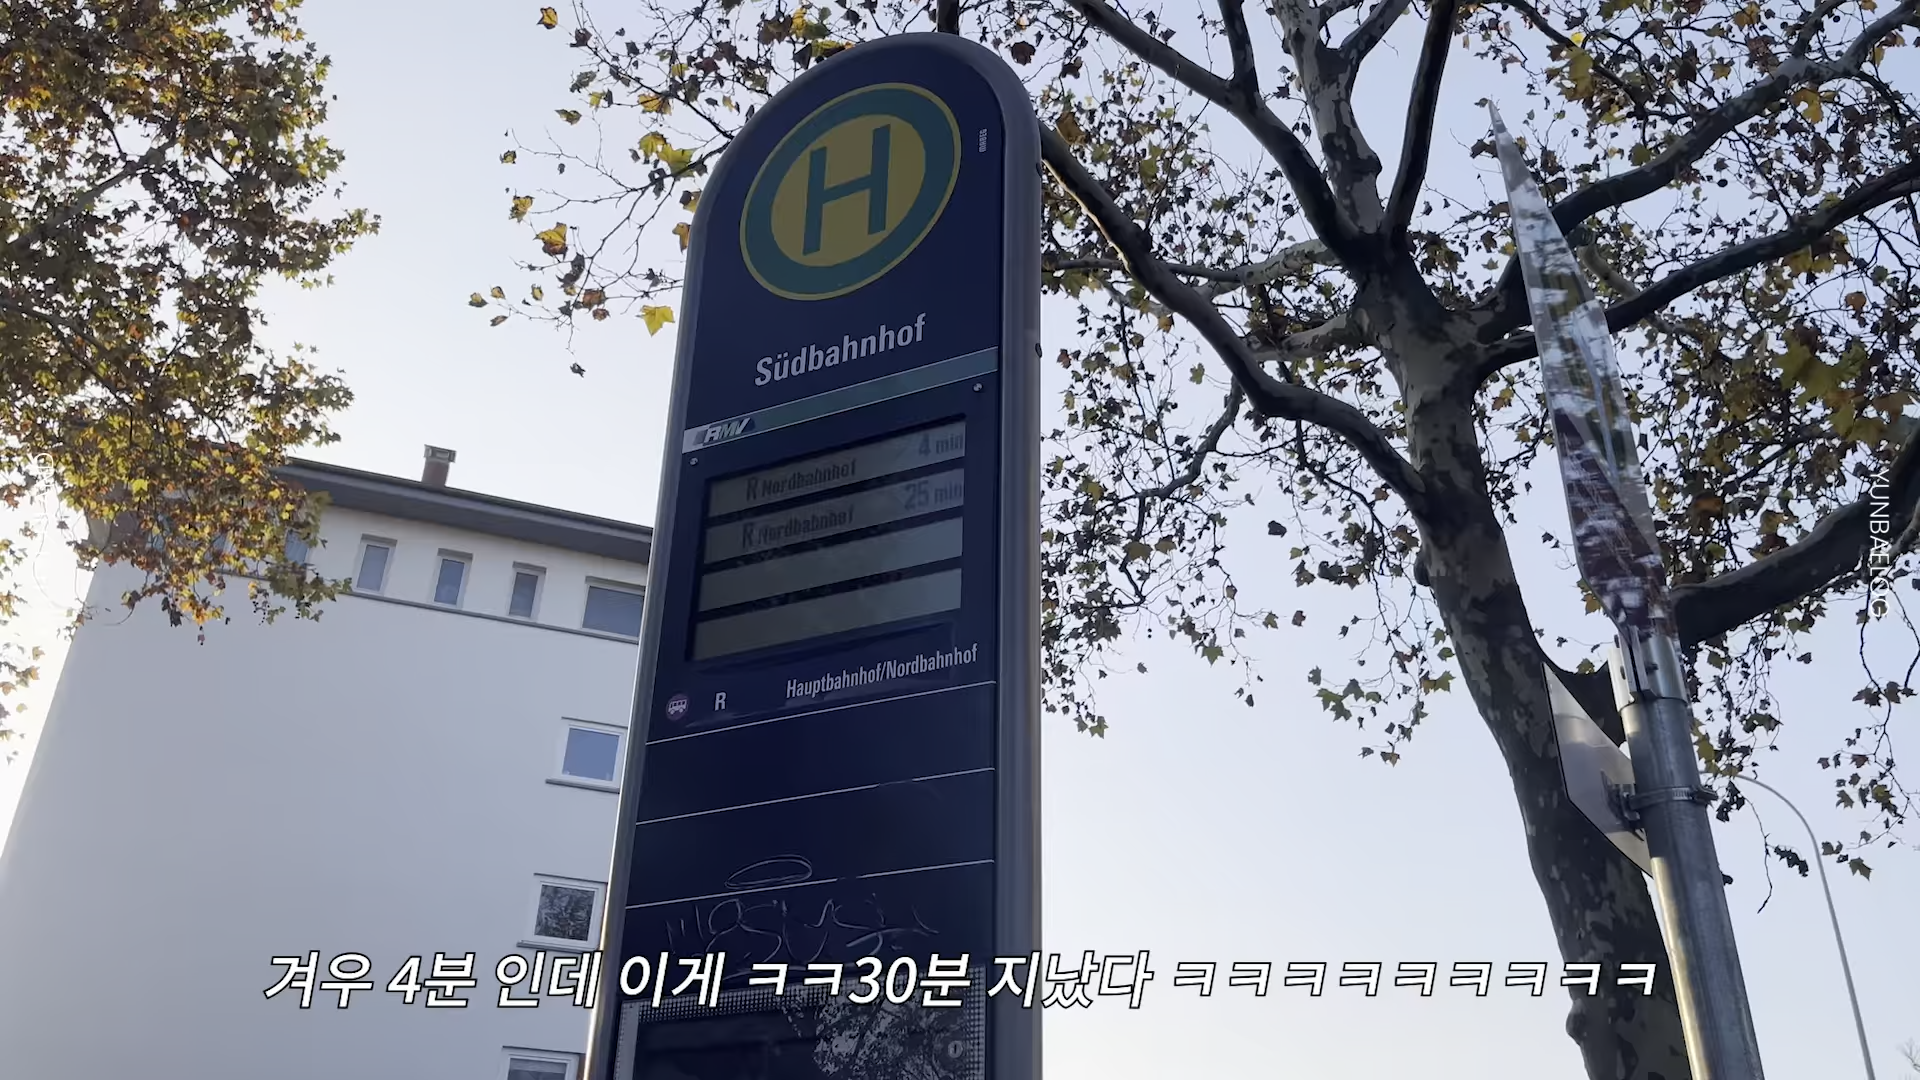 H
Südbahnhof
RMV
R Nordbahnhof 4 min
R Nordbahnhof 25 min
R Hauptbahnhof/Nordbahnhof
YUNBAELOG
겨우 4분 인데 이게 ㅋㅋ30분 지났다 ㅋㅋㅋㅋㅋㅋㅋㅋㅋ